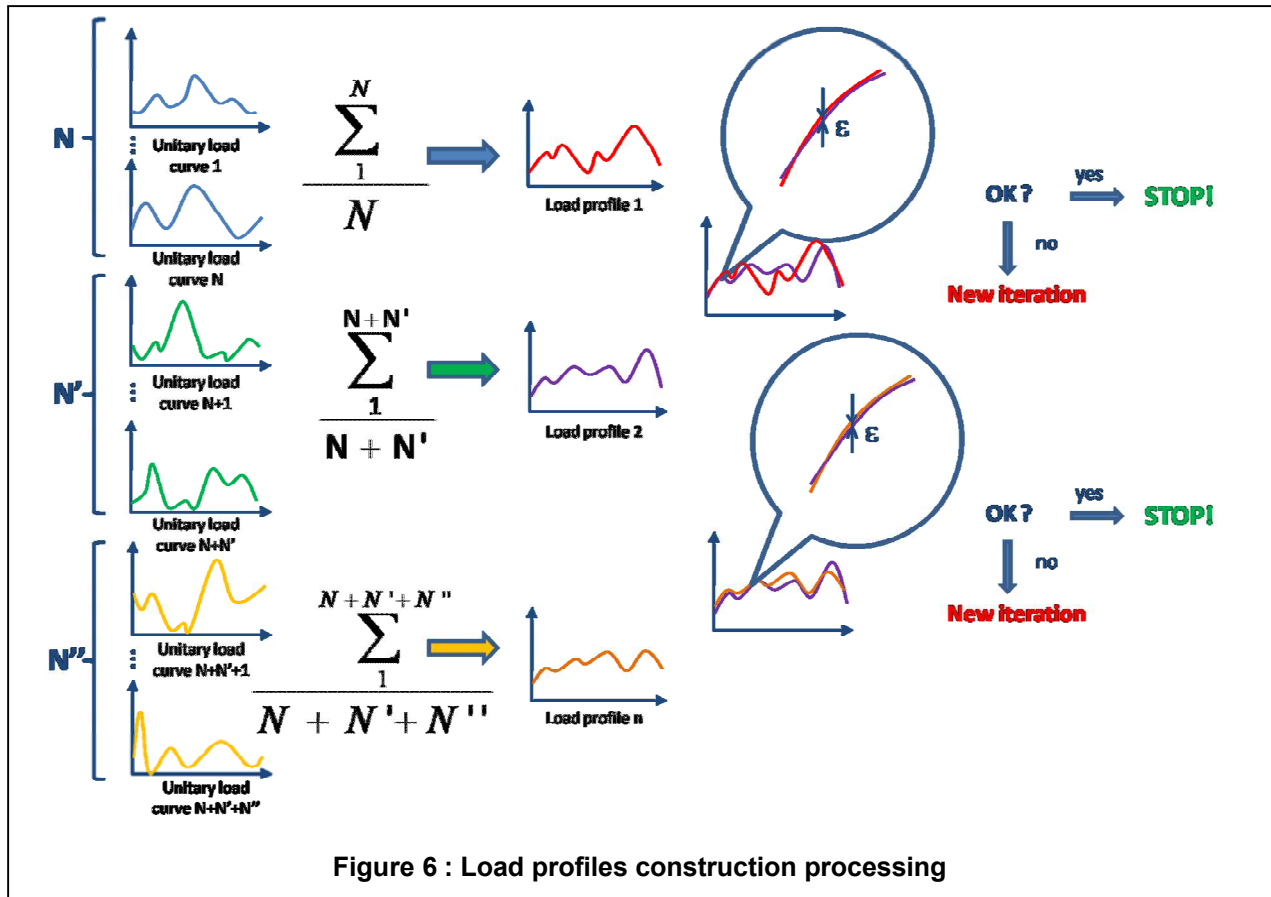 N
Unitary load
curve 1
Unitary load
curve N
N
∑
1
N
Load profile 1
ε
OK?
yes
STOP!
no
New iteration
N'
Unitary load
curve N+1
Unitary load
curve N+N'
N+N'
∑
1
N + N'
Load profile 2
ε
OK?
yes
STOP!
no
New iteration
N"
Unitary load
curve N+N'+1
Unitary load
curve N+N'+N"
N+N'+N''
∑
1
N + N'+ N''
Load profile n
Figure 6 : Load profiles construction processing